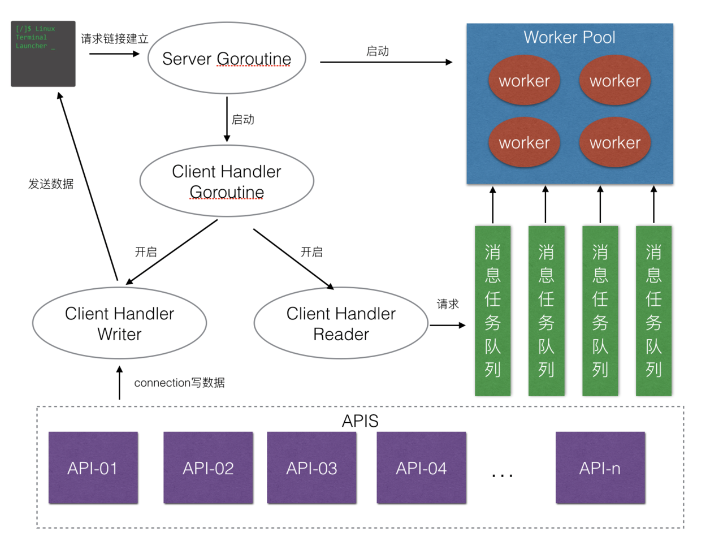 [/]$ Linux
Terminal
Launcher _
请求链接建立
Server Goroutine
启动
Worker Pool
worker
worker
worker
worker
启动
Client Handler
Goroutine
发送数据
开启
开启
Client Handler
Writer
Client Handler
Reader
请求
消息任务队列
消息任务队列
消息任务队列
消息任务队列
connection写数据
APIS
API-01
API-02
API-03
API-04
...
API-n